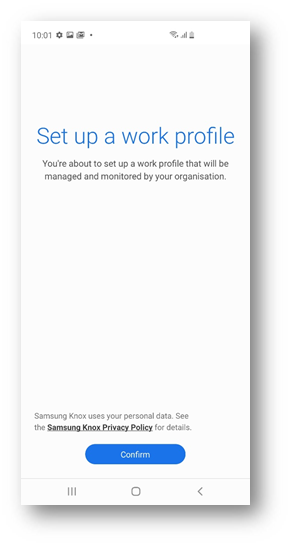 10:01
Set up a work profile
You're about to set up a work profile that will be
managed and monitored by your organisation.
Samsung Knox uses your personal data. See
the Samsung Knox Privacy Policy for details.
Confirm